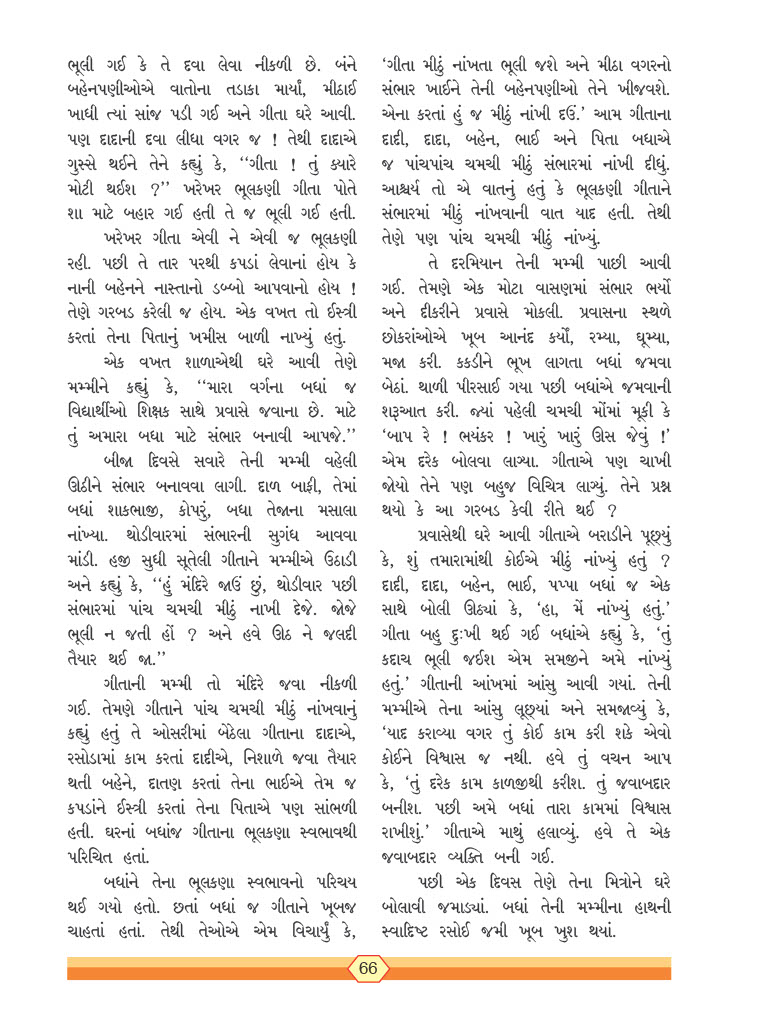 ભૂલી ગઈ કે તે દવા લેવા નીકળી છે. બંને
બહેનપણીઓએ વાતોના તડાકા માર્યાં, મીઠાઈ
ખાધી ત્યાં સાંજ પડી ગઈ અને ગીતા ઘરે આવી.
પણ દાદાની દવા લીધા વગર જ ! તેથી દાદાએ
ગુસ્સે થઈને તેને કહ્યું કે, ‘‘ગીતા ! તું ક્યારે
મોટી થઈશ ?’’ ખરેખર ભૂલકણી ગીતા પોતે
શા માટે બહાર ગઈ હતી તે જ ભૂલી ગઈ હતી.
ખરેખર ગીતા એવી ને એવી જ ભૂલકણી
રહી. પછી તે તાર પરથી કપડાં લેવાનાં હોય કે
નાની બહેનને નાસ્તાનો ડબ્બો આપવાનો હોય !
તેણે ગરબડ કરેલી જ હોય. એક વખત તો ઈસ્ત્રી
કરતાં તેના પિતાનું ખમીસ બાળી નાખ્યું હતું.
એક વખત શાળાએથી ઘરે આવી તેણે
મમ્મીને કહ્યું કે, ‘‘મારા વર્ગના બધાં જ
વિદ્યાર્થીઓ શિક્ષક સાથે પ્રવાસે જવાના છે. માટે
તું અમારા બધા માટે સંભાર બનાવી આપજે.’’
બીજા દિવસે સવારે તેની મમ્મી વહેલી
ઊઠીને સંભાર બનાવવા લાગી. દાળ બાફી, તેમાં
બધાં શાકભાજી, કોપરું, બધા તેજાના મસાલા
નાંખ્યા. થોડીવારમાં સંભારની સુગંધ આવવા
માંડી. હજી સુધી સૂતેલી ગીતાને મમ્મીએ ઉઠાડી
અને કહ્યું કે, ‘‘હું મંદિરે જાઉં છું, થોડીવાર પછી
સંભારમાં પાંચ ચમચી મીઠું નાખી દેજે. જોજે
ભૂલી ન જતી હોં ? અને હવે ઊઠ ને જલદી
તૈયાર થઈ જા.’’
ગીતાની મમ્મી તો મંદિરે જવા નીકળી
ગઈ. તેમણે ગીતાને પાંચ ચમચી મીઠું નાંખવાનું
કહ્યું હતું તે ઓસરીમાં બેઠેલા ગીતાના દાદાએ,
રસોડામાં કામ કરતાં દાદીએ, નિશાળે જવા તૈયાર
થતી બહેને, દાતણ કરતાં તેના ભાઈએ તેમ જ
કપડાંને ઈસ્ત્રી કરતાં તેના પિતાએ પણ સાંભળી
હતી. ઘરનાં બધાંજ ગીતાના ભૂલકણા સ્વભાવથી
પરિચિત હતાં.
બધાંને તેના ભૂલકણા સ્વભાવનો પરિચય
થઈ ગયો હતો. છતાં બધાં જ ગીતાને ખૂબજ
ચાહતાં હતાં. તેથી તેઓએ એમ વિચાર્યું કે,
‘ગીતા મીઠું નાંખતા ભૂલી જશે અને મીઠા વગરનો
સંભાર ખાઈને તેની બહેનપણીઓ તેને ખીજવશે.
એના કરતાં હું જ મીઠું નાંખી દઉં.’ આમ ગીતાના
દાદી, દાદા, બહેન, ભાઈ અને પિતા બધાએ
જ પાંચપાંચ ચમચી મીઠું સંભારમાં નાંખી દીધું.
આશ્ચર્ય તો એ વાતનું હતું કે ભૂલકણી ગીતાને
સંભારમાં મીઠું નાંખવાની વાત યાદ હતી. તેથી
તેણે પણ પાંચ ચમચી મીઠું નાંખ્યું.
તે દરમિયાન તેની મમ્મી પાછી આવી
ગઈ. તેમણે એક મોટા વાસણમાં સંભાર ભર્યો
અને દીકરીને પ્રવાસે મોકલી. પ્રવાસના સ્થળે
છોકરાંઓએ ખૂબ આનંદ કર્યો, રમ્યા, ઘૂમ્યા,
મજા કરી. કકડીને ભૂખ લાગતા બધાં જમવા
બેઠાં. થાળી પીરસાઈ ગયા પછી બધાંએ જમવાની
શરૂઆત કરી. જ્યાં પહેલી ચમચી મોંમાં મૂકી કે
‘બાપ રે ! ભયંકર ! ખારું ખારું ઊસ જેવું !’
એમ દરેક બોલવા લાગ્યા. ગીતાએ પણ ચાખી
જોયો તેને પણ બહુજ વિચિત્ર લાગ્યું. તેને પ્રશ્ન
થયો કે આ ગરબડ કેવી રીતે થઈ ?
પ્રવાસેથી ઘરે આવી ગીતાએ બરાડીને પૂછ્યું
કે, શું તમારામાંથી કોઈએ મીઠું નાંખ્યું હતું ?
દાદી, દાદા, બહેન, ભાઈ, પપ્પા બધાં જ એક
સાથે બોલી ઊઠ્યાં કે, ‘હા, મેં નાંખ્યું હતું.’
ગીતા બહુ દુઃખી થઈ ગઈ બધાંએ કહ્યું કે, ‘તું
કદાચ ભૂલી જઈશ એમ સમજીને અમે નાંખ્યું
હતું.’ ગીતાની આંખમાં આંસુ આવી ગયાં. તેની
મમ્મીએ તેના આંસુ લૂછ્યાં અને સમજાવ્યું કે,
‘યાદ કરાવ્યા વગર તું કોઈ કામ કરી શકે એવો
કોઈને વિશ્વાસ જ નથી. હવે તું વચન આપ
કે, ‘તું દરેક કામ કાળજીથી કરીશ. તું જવાબદાર
બનીશ. પછી અમે બધાં તારા કામમાં વિશ્વાસ
રાખીશું.’ ગીતાએ માથું હલાવ્યું. હવે તે એક
જવાબદાર વ્યક્તિ બની ગઈ.
પછી એક દિવસ તેણે તેના મિત્રોને ઘરે
બોલાવી જમાડ્યાં. બધાં તેની મમ્મીના હાથની
સ્વાદિષ્ટ રસોઈ જમી ખૂબ ખુશ થયાં.
66